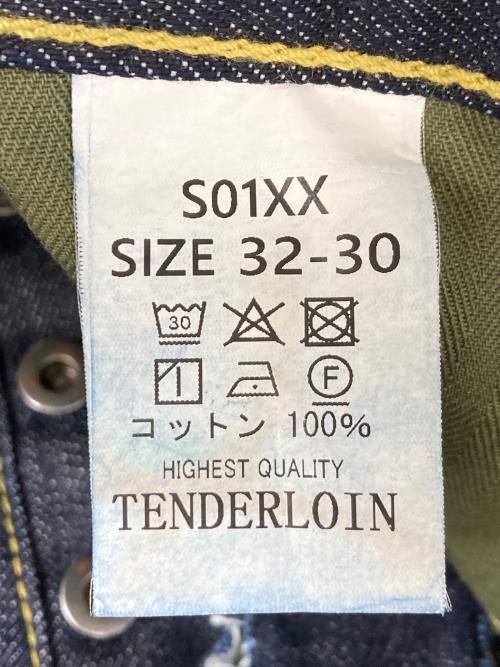 S01XX
SIZE 32-30
30
F
コットン 100%
HIGHEST QUALITY
TENDERLOIN